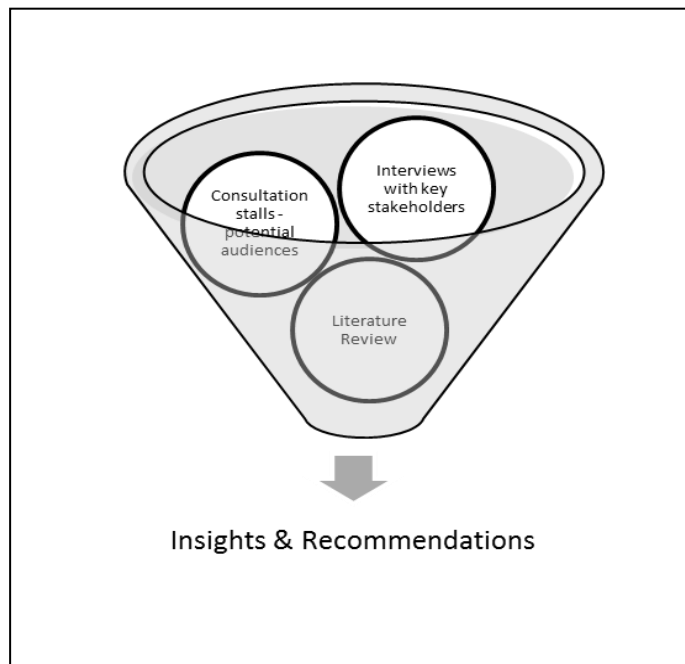 Interviews
with key
stakeholders
Consultation
stalls -
potential
audiences
Literature
Review
Insights & Recommendations